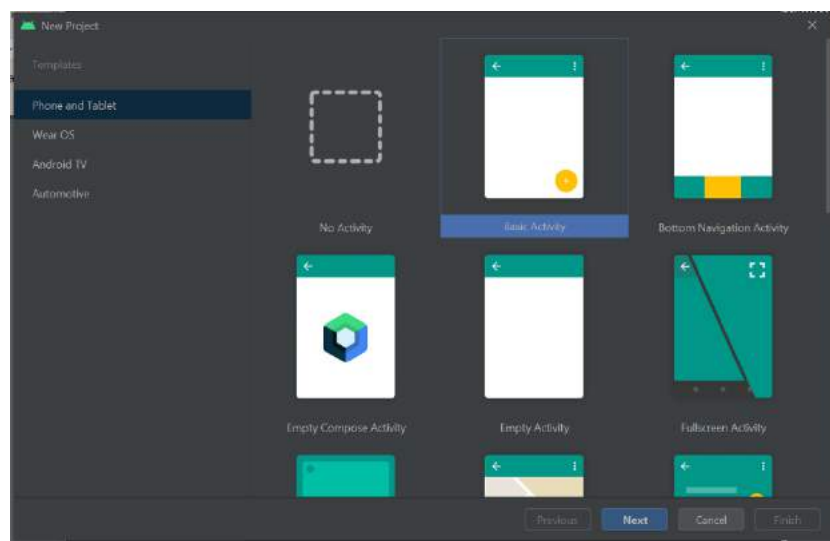 New Project
Templates
Phone and Tablet
Wear OS
Android TV
Automotive
No Activity
Basic Activity
Bottom Navigation Activity
Empty Compose Activity
Empty Activity
Fullscreen Activity
Previous
Next
Cancel
Finish